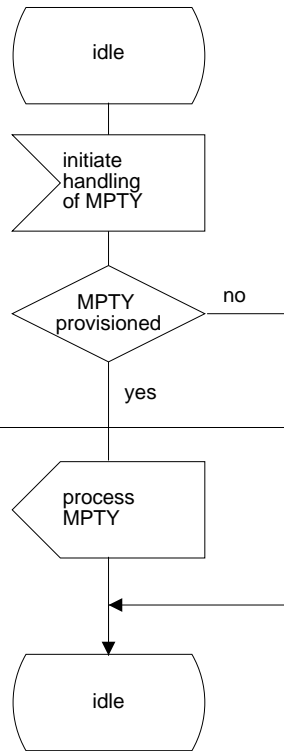 idle
initiate
handling
of MPTY
MPTY
provisioned
no
yes
process
MPTY
idle